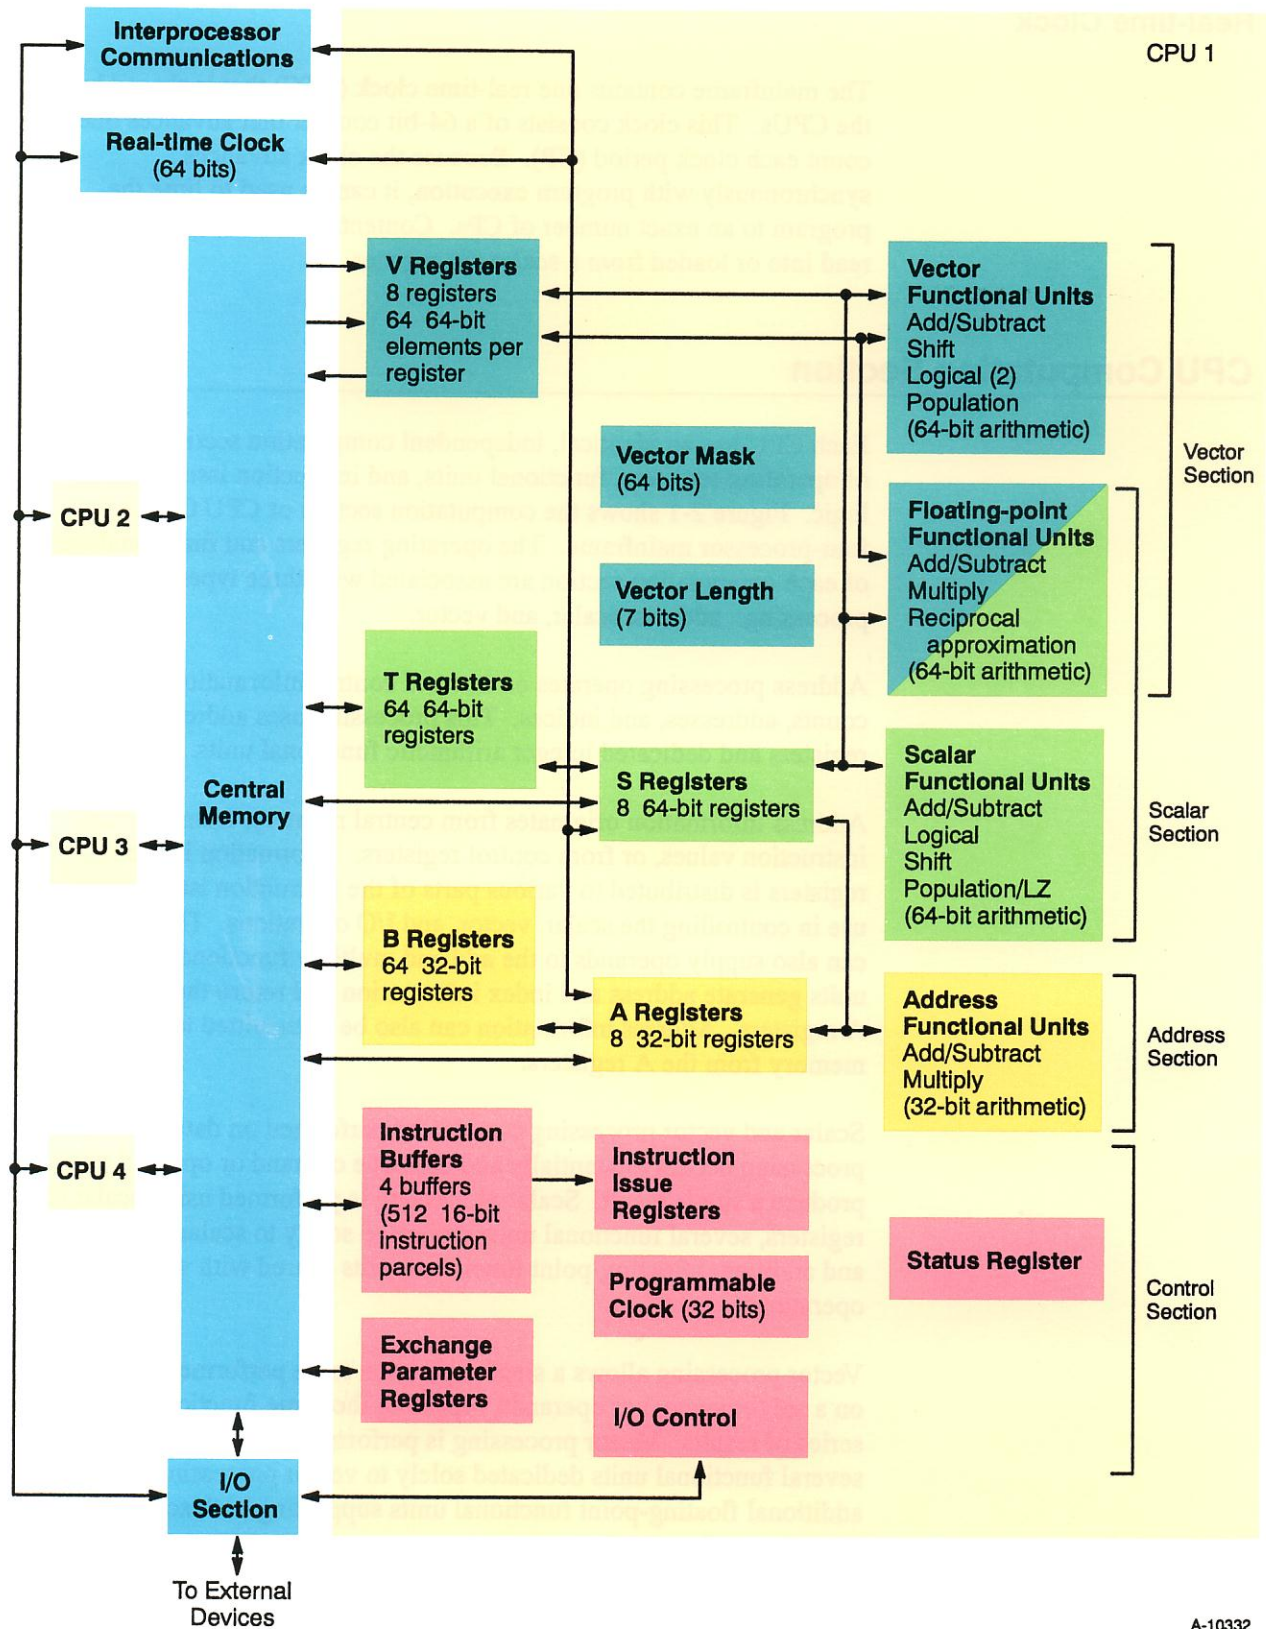 Interprocessor
Communications
CPU 1
Real-time Clock
(64 bits)
V Registers
8 registers
64 64-bit
elements per
register
Vector
Functional Units
Add/Subtract
Shift
Logical (2)
Population
(64-bit arithmetic)
Vector
Section
Vector Mask
(64 bits)
CPU 2
Floating-point
Functional Units
Add/Subtract
Multiply
Reciprocal
approximation
(64-bit arithmetic)
Vector Length
(7 bits)
T Registers
64 64-bit
registers
Central
Memory
S Registers
8 64-bit registers
Scalar
Functional Units
Add/Subtract
Logical
Shift
Population/LZ
(64-bit arithmetic)
Scalar
Section
CPU 3
B Registers
64 32-bit
registers
A Registers
8 32-bit registers
Address
Functional Units
Add/Subtract
Multiply
(32-bit arithmetic)
Address
Section
CPU 4
Instruction
Buffers
4 buffers
(512 16-bit
instruction
parcels)
Instruction
Issue
Registers
Status Register
Programmable
Clock (32 bits)
Control
Section
Exchange
Parameter
Registers
I/O Control
I/O
Section
To External
Devices
A-10332